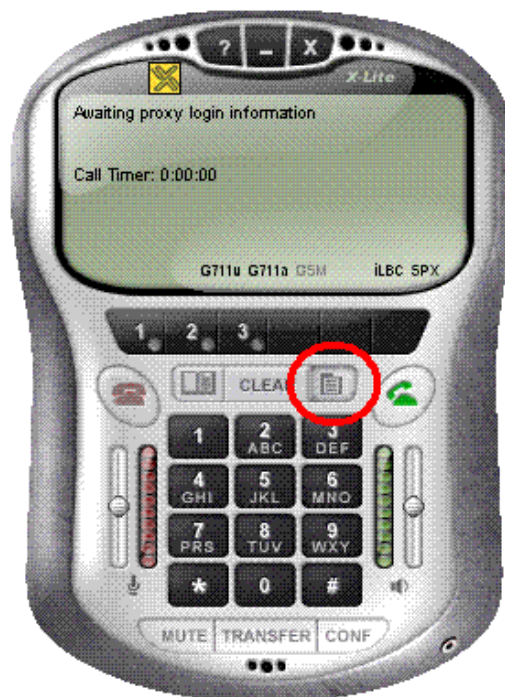 ? – X
X-Lite
Awaiting proxy login information
Call Timer: 0:00:00
G711u G711a GSM iLBC SPX
1 2 3
CLEAR
1 2 3
ABC DEF
4 5 6
GHI JKL MNO
7 8 9
PRS TUV WXY
* 0 #
MUTE TRANSFER CONF